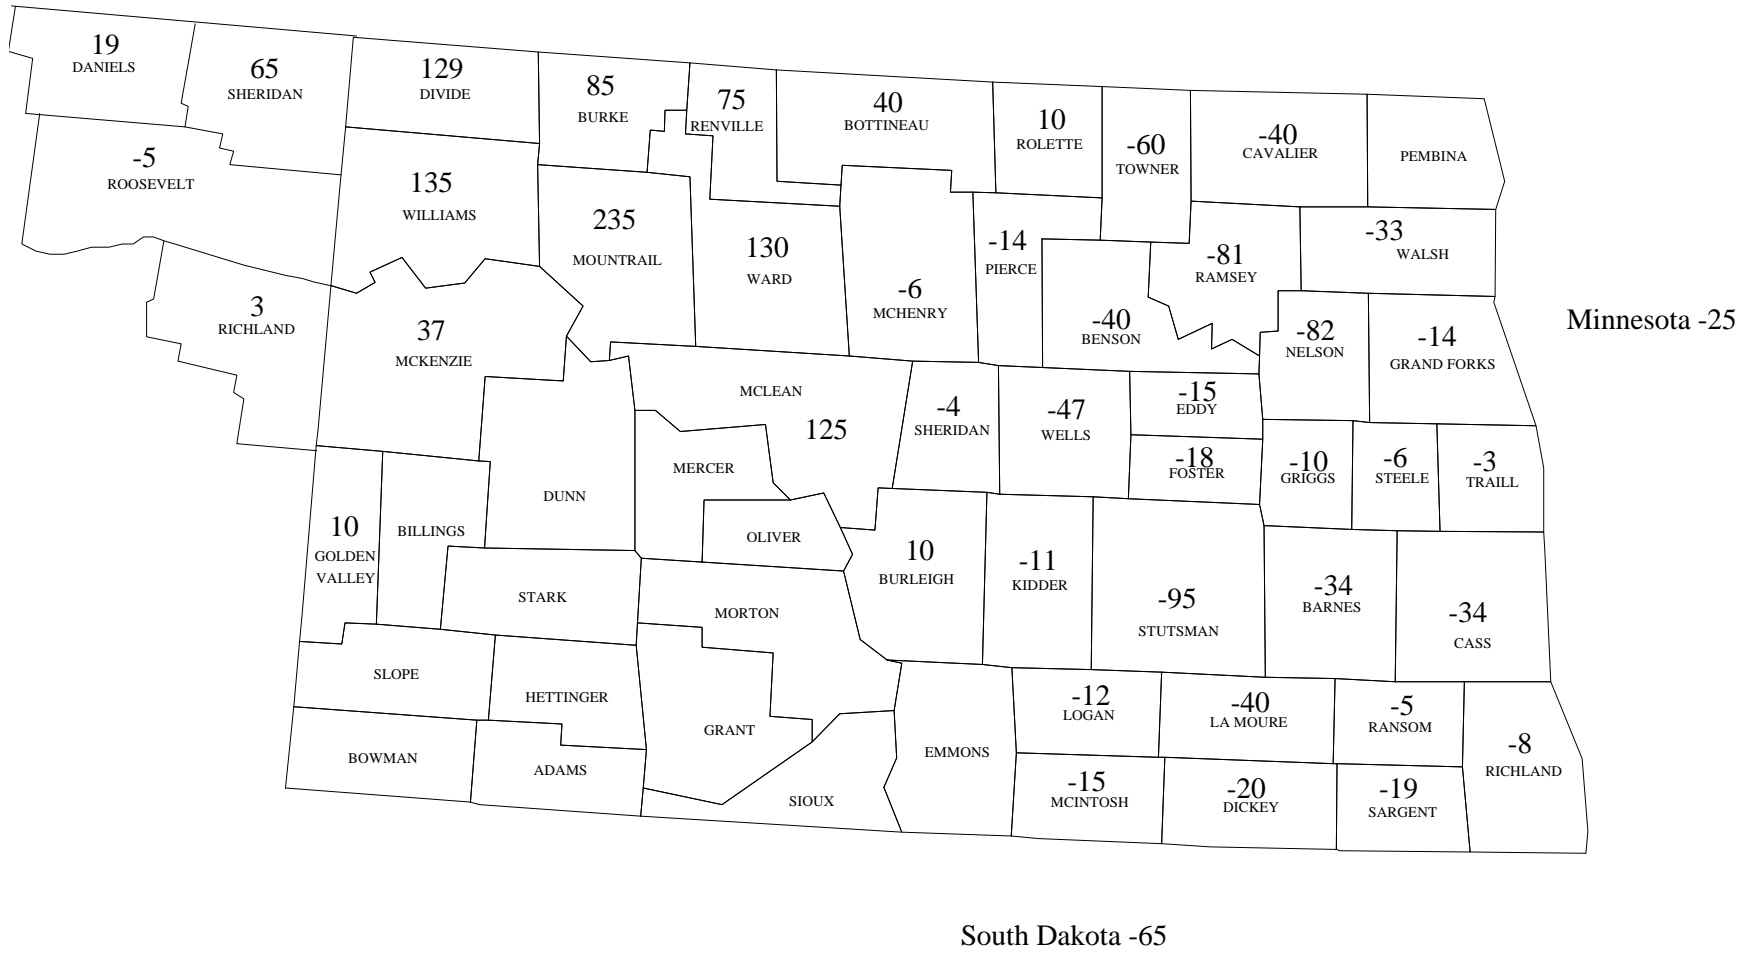 19
DANIELS
65
SHERIDAN
129
DIVIDE
85
BURKE
75
RENVILLE
40
BOTTINEAU
10
ROLETTE
-60
TOWNER
-40
CAVALIER
PEMBINA
-5
ROOSEVELT
135
WILLIAMS
235
MOUNTRAIL
130
WARD
-6
MCHENRY
-14
PIERCE
-40
BENSON
-81
RAMSEY
-33
WALSH
3
RICHLAND
37
MCKENZIE
-82
NELSON
-14
GRAND FORKS
Minnesota -25
MCLEAN
125
-4
SHERIDAN
-47
WELLS
-15
EDDY
-18
FOSTER
-10
GRIGGS
-6
STEELE
-3
TRAILL
10
GOLDEN
VALLEY
BILLINGS
DUNN
MERCER
OLIVER
STARK
MORTON
10
BURLEIGH
-11
KIDDER
-95
STUTSMAN
-34
BARNES
-34
CASS
SLOPE
HETTINGER
GRANT
BOWMAN
ADAMS
SIOUX
EMMONS
-12
LOGAN
-40
LA MOURE
-5
RANSOM
-8
RICHLAND
-15
MCINTOSH
-20
DICKEY
-19
SARGENT
South Dakota -65